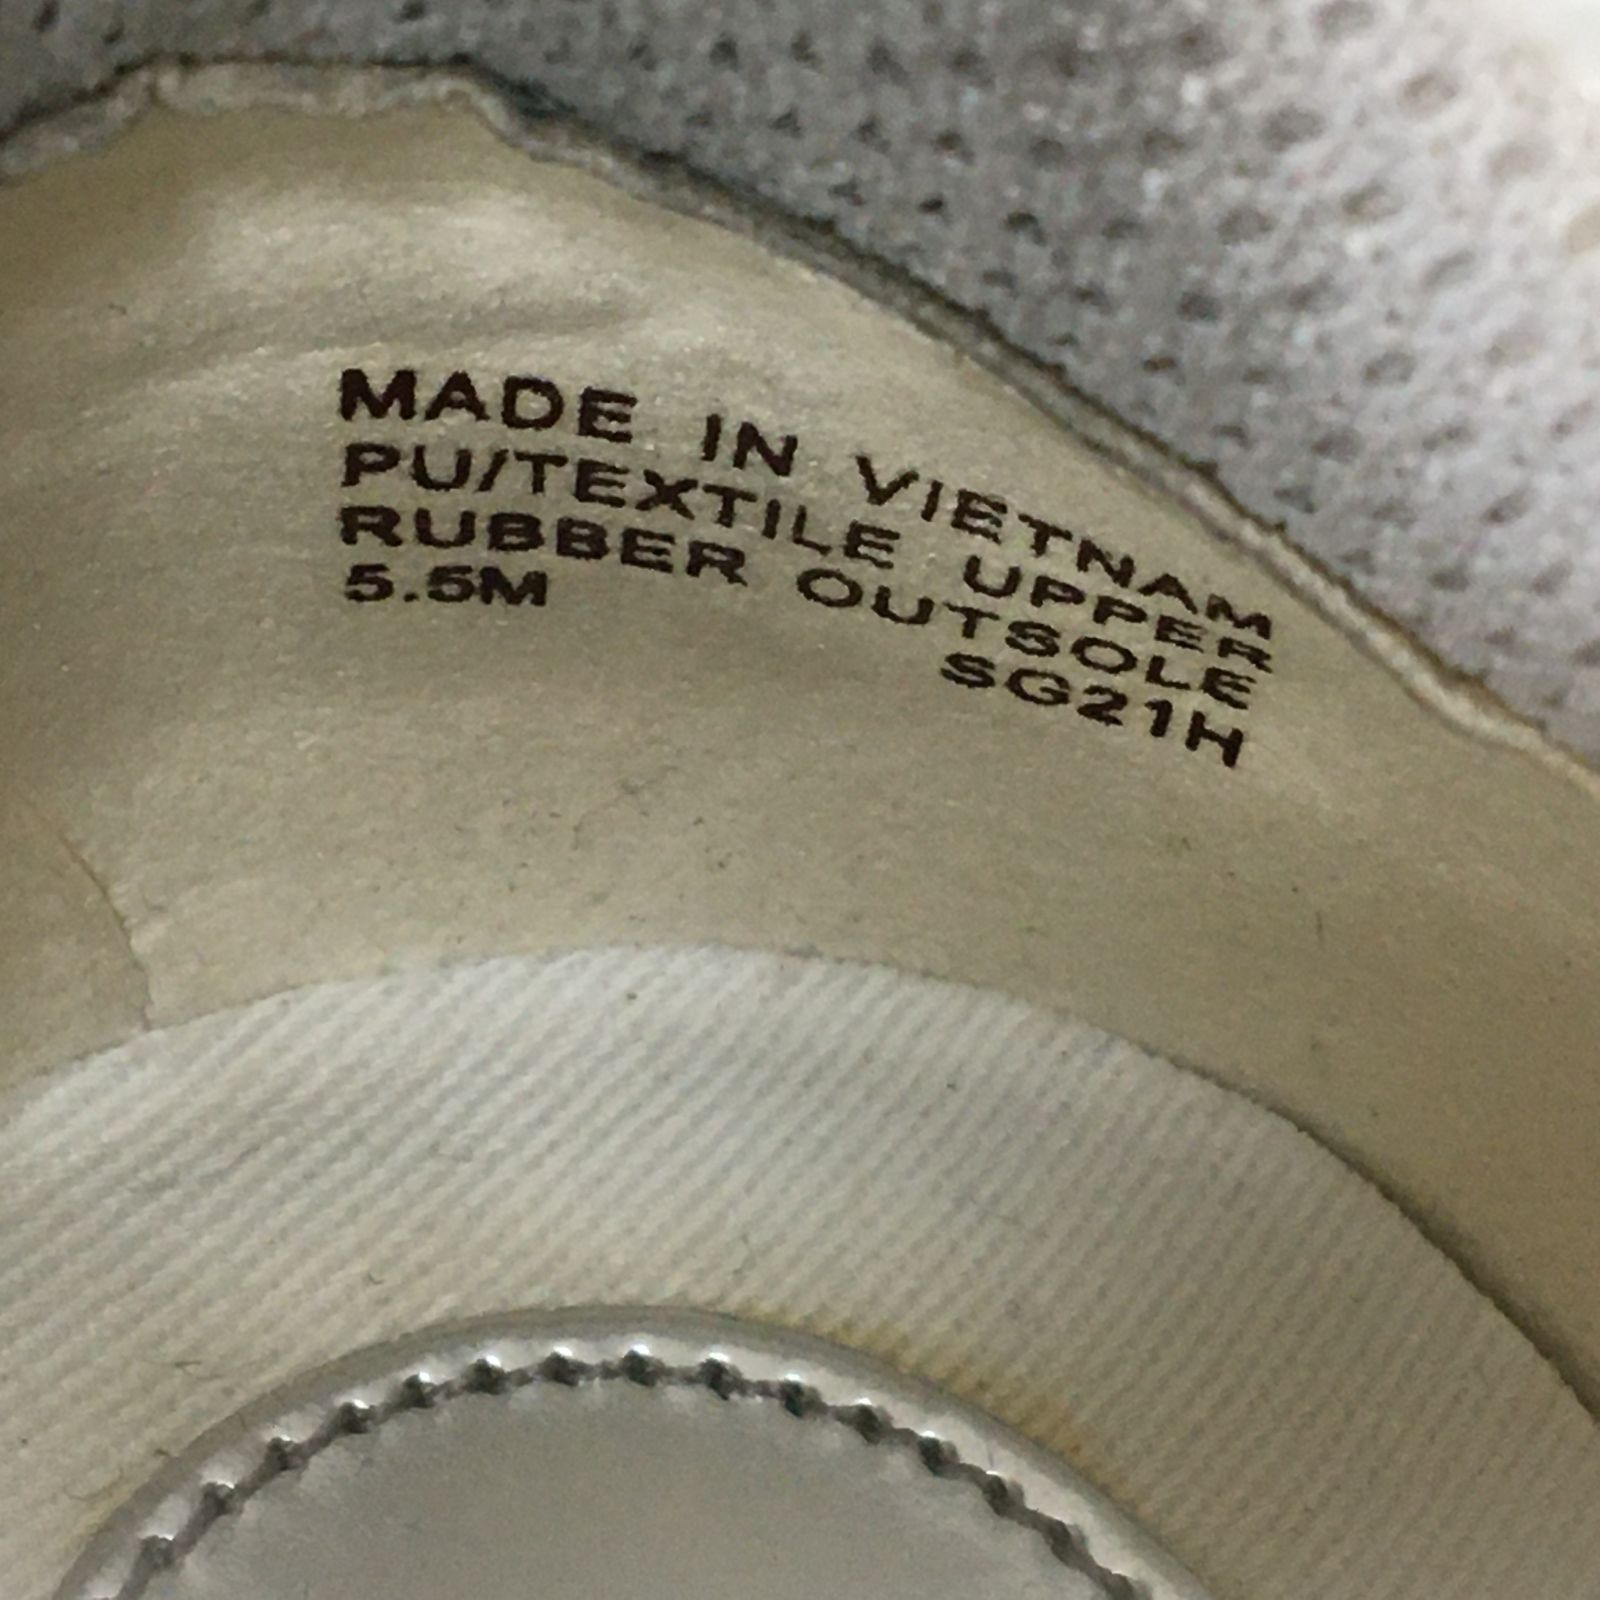 MADE IN VIETNAM
PU/TEXTILE UPPER
RUBBER OUTSOLE
5.5M SG21H